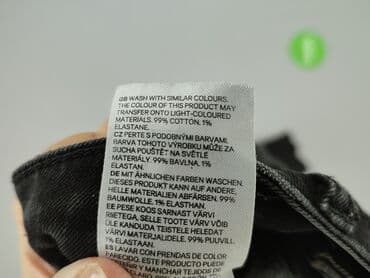 GB WASH WITH SIMILAR COLOURS.
THE COLOUR OF THIS PRODUCT MAY
TRANSFER ONTO LIGHT-COLOURED
MATERIALS. 99% COTTON, 1%
ELASTANE.
CZ PERTE S PODOBNÝMI BARVAMI.
BARVA TOHOTO VÝROBKU MŮŽE ZA
SUCHA POUŠTĚT NA SVĚTLÉ
MATERIÁLY. 99% BAVLNA, 1%
ELASTAN.
DE MIT ÄHNLICHEN FARBEN WASCHEN.
DIESES PRODUKT KANN AUF ANDERE,
HELLE MATERIALIEN ABFÄRBEN. 99%
BAUMWOLLE, 1% ELASTHAN.
EE PESE KOOS SARNAST VÄRVI
RIIETEGA. SELLE TOOTE VÄRV VÕIB
OLLA KANDUDA TEISTELE HELEDAT
VÄRVI MATERJALIDELE. 99% PUUVILL,
1% ELASTAAN.
ES LAVAR CON PRENDAS DE COLOR
PARECIDO. ESTE PRODUCTO PUEDE
Y MANCHAR TEJIDOS DE